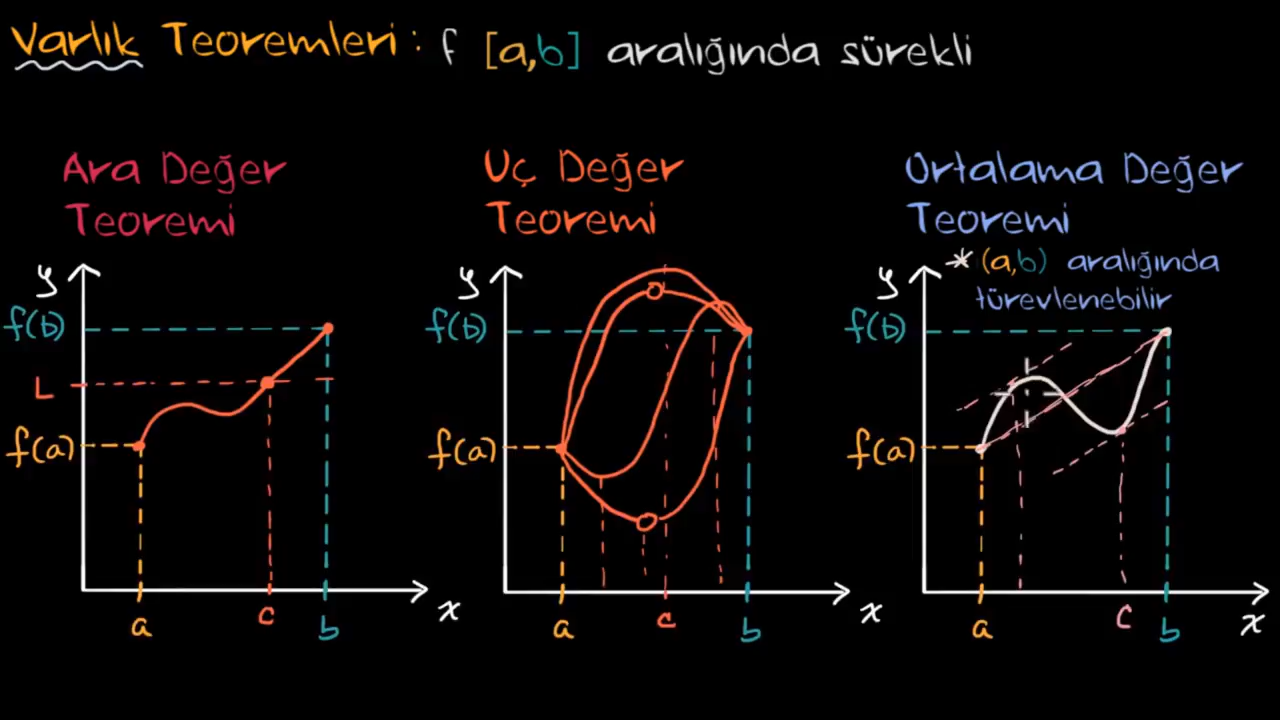 Varlık Teoremleri : f [a,b] aralığında sürekli
Ara Değer
Teoremi
y
f(b)
L
f(a)
a
c
b
x
Uç Değer
Teoremi
y
f(b)
f(a)
a
c
b
x
Ortalama Değer
Teoremi
* (a,b) aralığında
türevlenebilir
y
f(b)
f(a)
a
c
b
x